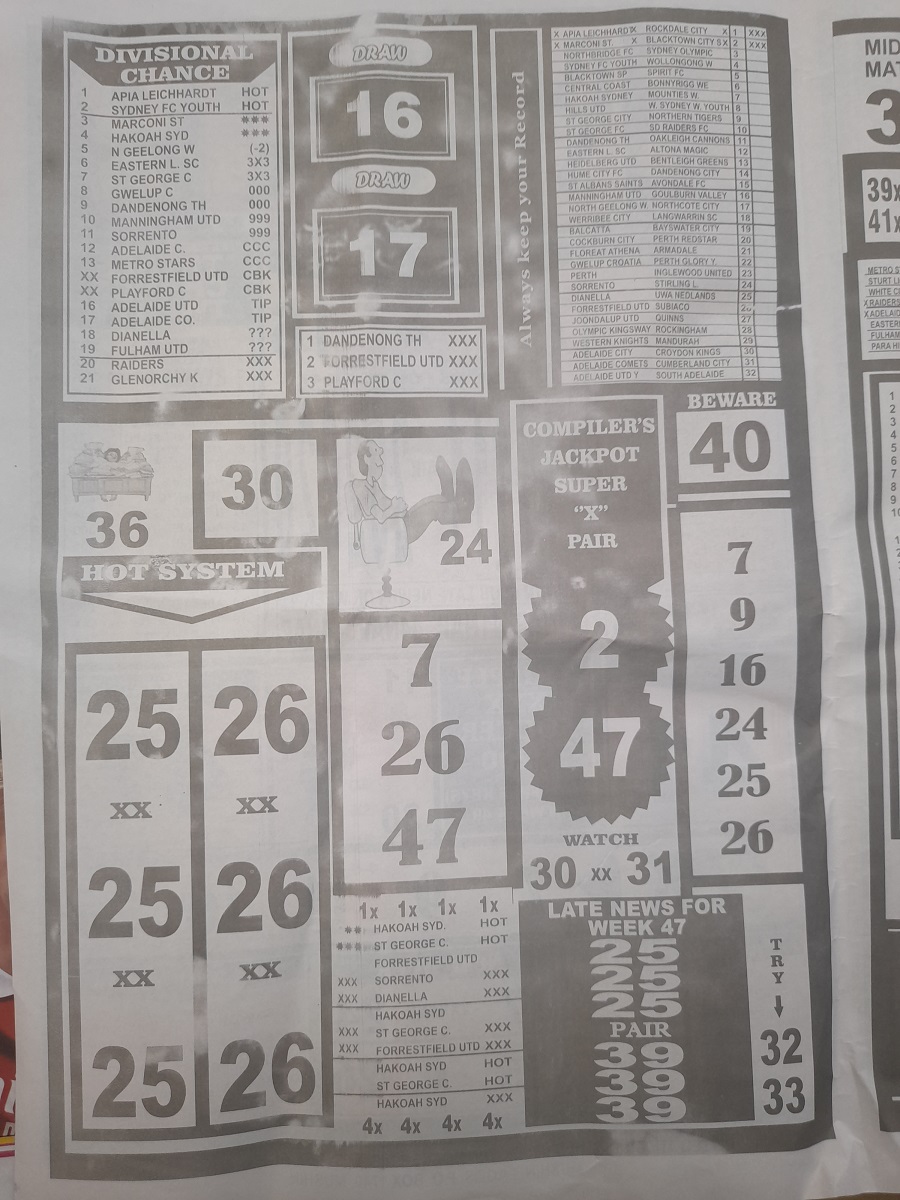 DIVISIONAL
CHANCE
1 APIA LEICHHARDT HOT
2 SYDNEY FC YOUTH HOT
3 MARCONI ST ***
4 HAKOAH SYD ***
5 N GEELONG W (-2)
6 EASTERN L. SC 3X3
7 ST GEORGE C 3X3
8 GWELUP C 000
9 DANDENONG TH 000
10 MANNINGHAM UTD 999
11 SORRENTO 999
12 ADELAIDE C. CCC
13 METRO STARS CCC
XX FORRESTFIELD UTD CBK
XX PLAYFORD C CBK
16 ADELAIDE UTD TIP
17 ADELAIDE CO. TIP
18 DIANELLA ???
19 FULHAM UTD ???
20 RAIDERS XXX
21 GLENORCHY K XXX
DRAW
16
DRAW
17
1 DANDENONG TH XXX
2 FORRESTFIELD UTD XXX
3 PLAYFORD C XXX
Always keep your Record
X APIA LEICHHARDT X ROCKDALE CITY X 1 XXX
X MARCONI ST X BLACKTOWN CITY S X 2 XXX
NORTHBRIDGE FC SYDNEY OLYMPIC 3
SYDNEY FC YOUTH WOLLONGONG W 4
BLACKTOWN SP SPIRIT FC 5
CENTRAL COAST BONNYRIGG WE 6
HAKOAH SYDNEY MOUNTIES W. 7
HILLS UTD W. SYDNEY W. YOUTH 8
ST GEORGE CITY NORTHERN TIGERS 9
ST GEORGE FC SD RAIDERS FC 10
DANDENONG TH OAKLEIGH CANNONS 11
EASTERN L. SC ALTONA MAGIC 12
HEIDELBERG UTD BENTLEIGH GREENS 13
HUME CITY FC DANDENONG CITY 14
ST ALBANS SAINTS AVONDALE FC 15
MANNINGHAM UTD GOULBURN VALLEY 16
NORTH GEELONG W. NORTHCOTE CITY 17
WERRIBEE CITY LANGWARRIN SC 18
BALCATTA BAYSWATER CITY 19
COCKBURN CITY PERTH REDSTAR 20
FLOREAT ATHENA ARMADALE 21
GWELUP CROATIA PERTH GLORY Y. 22
PERTH INGLEWOOD UNITED 23
SORRENTO STIRLING L. 24
DIANELLA UWA NEDLANDS 25
FORRESTFIELD UTD SUBIACO 26
JOONDALUP UTD QUINNS 27
OLYMPIC KINGSWAY ROCKINGHAM 28
WESTERN KNIGHTS MANDURAH 29
ADELAIDE CITY CROYDON KINGS 30
ADELAIDE COMETS CUMBERLAND CITY 31
ADELAIDE UTD Y SOUTH ADELAIDE 32
36
30
24
HOT SYSTEM
25 26
XX XX
25 26
XX XX
25 26
7
26
47
1x 1x 1x 1x
** HAKOAH SYD. HOT
*** ST GEORGE C. HOT
FORRESTFIELD UTD
XXX SORRENTO XXX
XXX DIANELLA XXX
HAKOAH SYD
XXX ST GEORGE C. XXX
XXX FORRESTFIELD UTD XXX
HAKOAH SYD HOT
ST GEORGE C. HOT
HAKOAH SYD XXX
4x 4x 4x 4x
COMPILER'S
JACKPOT
SUPER
"X"
PAIR
2
47
WATCH
30 XX 31
LATE NEWS FOR
WEEK 47
25
25
25
PAIR
39
39
39
BEWARE
40
7
9
16
24
25
26
TRY
32
33
MID
MAT
3
39x
41x
METRO S
STURT LI
WHITE C
X RAIDERS
X ADELAID
EASTER
FULHAM
PARA HI
1
2
3
4
5
6
7
8
9